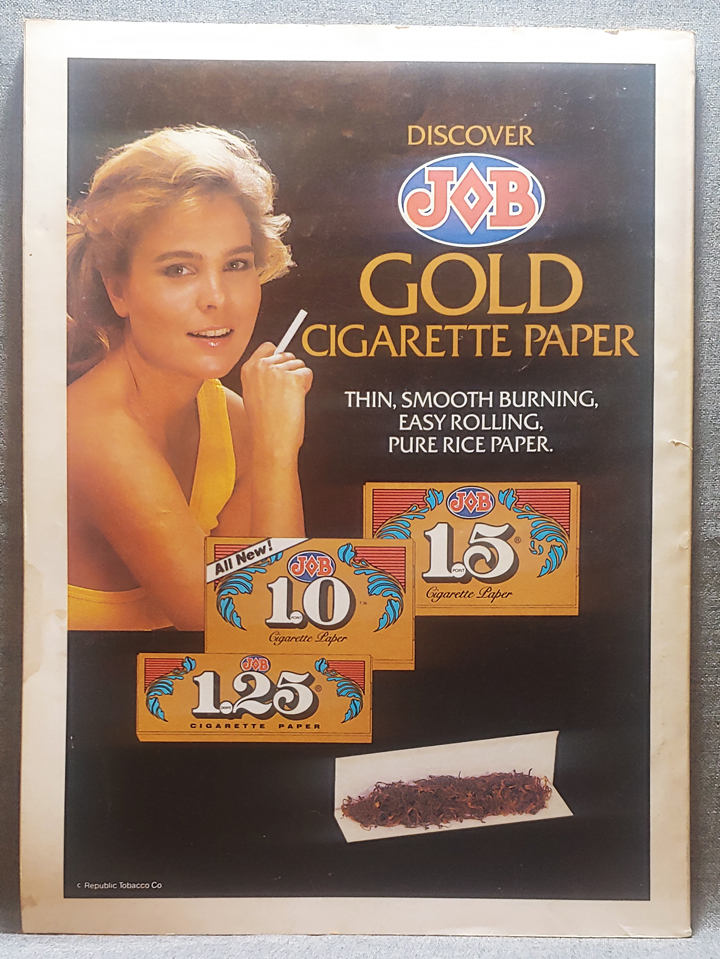 DISCOVER
JOB
GOLD
CIGARETTE PAPER
THIN, SMOOTH BURNING,
EASY ROLLING,
PURE RICE PAPER.
JOB
1.5®
Cigarette Paper
All New!
JOB
1.0
Cigarette Paper
JOB
1.25®
CIGARETTE PAPER
c Republic Tobacco Co